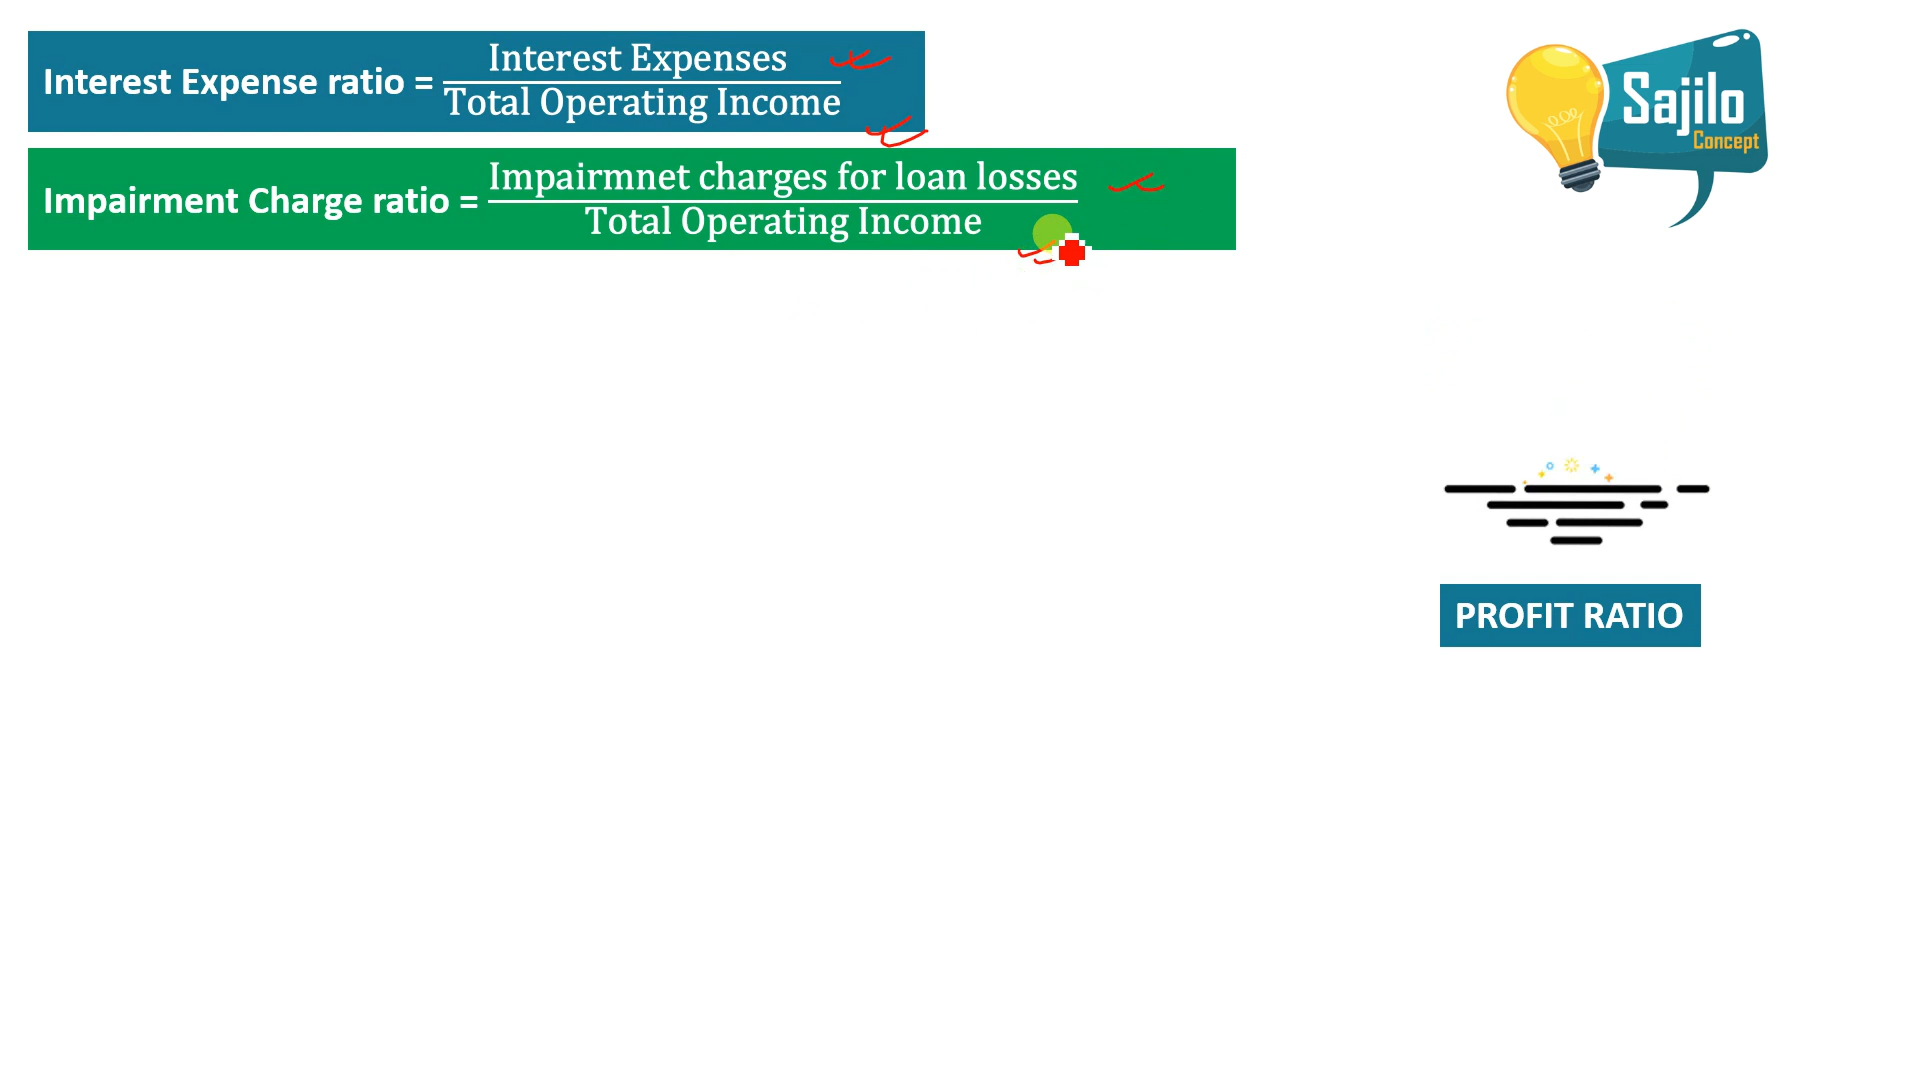 Interest Expense ratio = Interest Expenses
Total Operating Income
Impairment Charge ratio = Impairmnet charges for loan losses
Total Operating Income
Sajilo
Concept
PROFIT RATIO